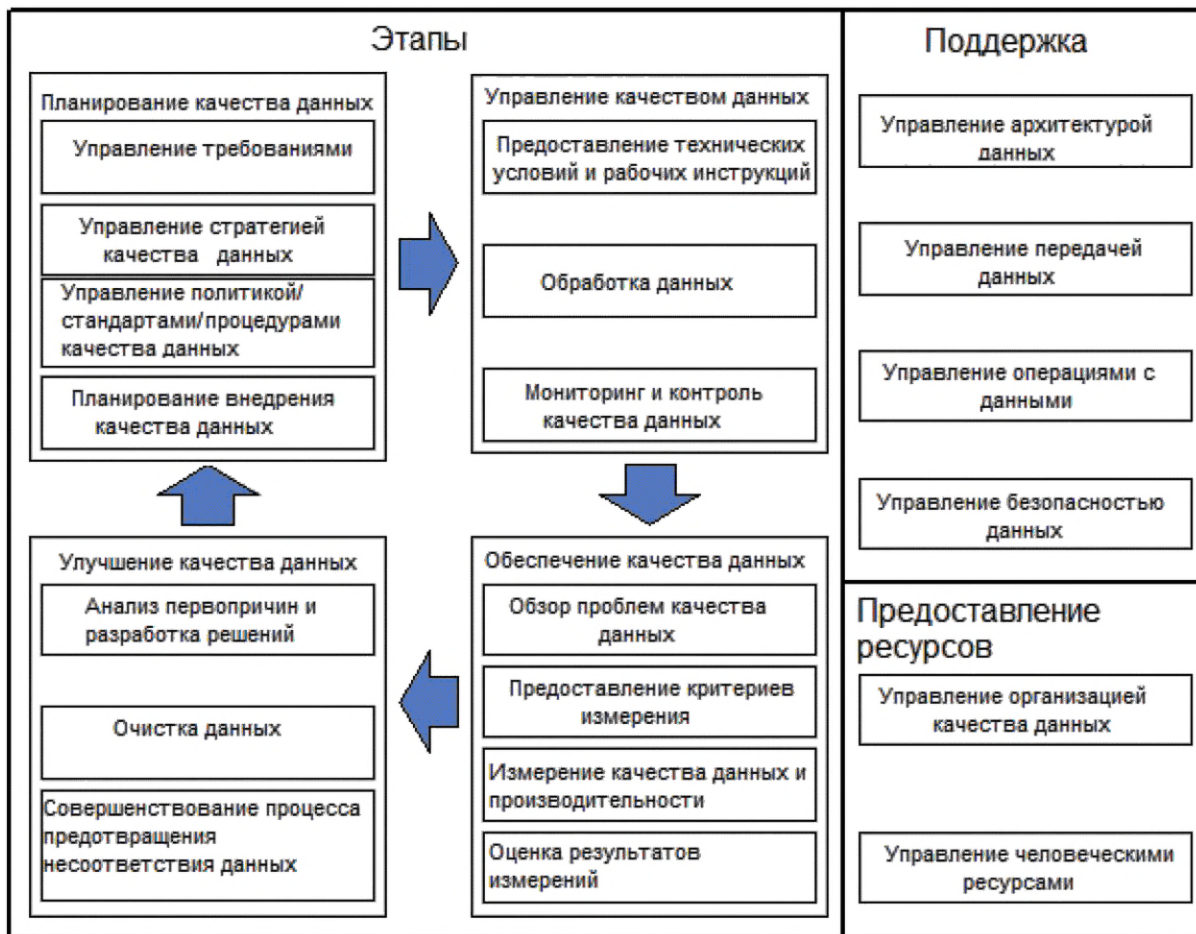 Этапы
Планирование качества данных
Управление требованиями
Управление стратегией
качества данных
Управление политикой/
стандартами/процедурами
качества данных
Планирование внедрения
качества данных
Управление качеством данных
Предоставление технических
условий и рабочих инструкций
Обработка данных
Мониторинг и контроль
качества данных
Улучшение качества данных
Анализ первопричин и
разработка решений
Очистка данных
Совершенствование процесса
предотвращения
несоответствия данных
Обеспечение качества данных
Обзор проблем качества
данных
Предоставление критериев
измерения
Измерение качества данных и
производительности
Оценка результатов
измерений
Поддержка
Управление архитектурой
данных
Управление передачей
данных
Управление операциями с
данными
Управление безопасностью
данных
Предоставление
ресурсов
Управление организацией
качества данных
Управление человеческими
ресурсами